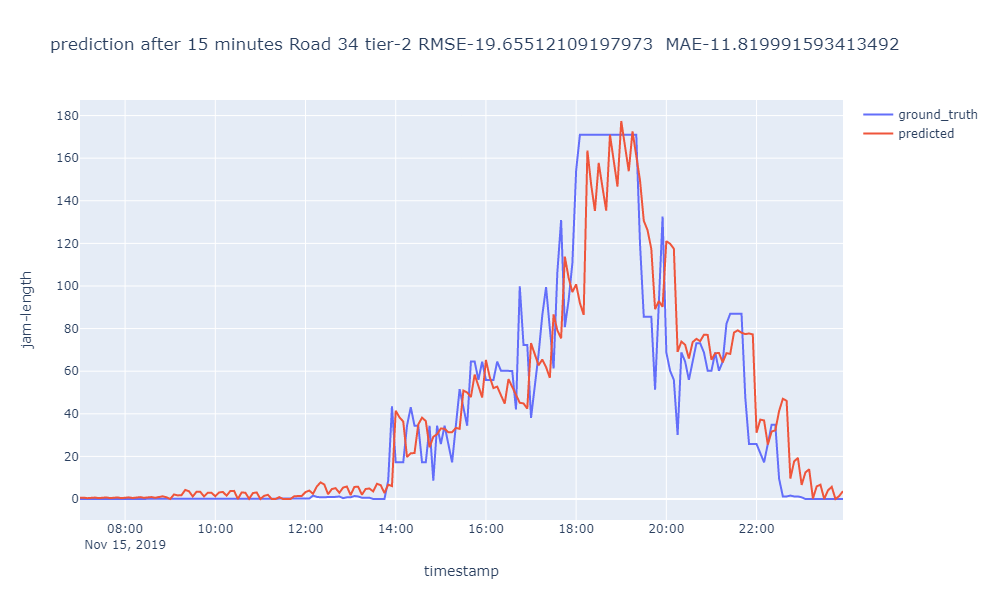 prediction after 15 minutes Road 34 tier-2 RMSE-19.65512109197973  MAE-11.819991593413492
ground_truth
predicted
jam-length
180
160
140
120
100
80
60
40
20
0
08:00 10:00 12:00 14:00 16:00 18:00 20:00 22:00
Nov 15, 2019
timestamp